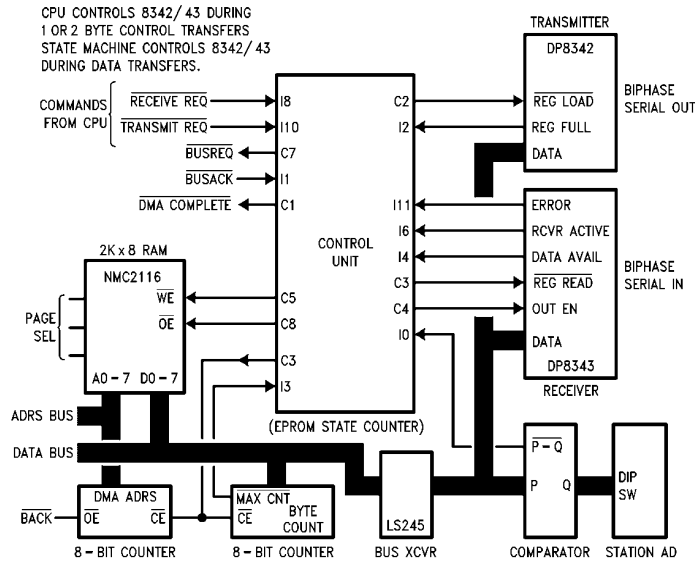 CPU CONTROLS 8342/43 DURING
1 OR 2 BYTE CONTROL TRANSFERS
STATE MACHINE CONTROLS 8342/43
DURING DATA TRANSFERS.
COMMANDS
FROM CPU
RECEIVE REQ
TRANSMIT REQ
BUSREQ
BUSACK
DMA COMPLETE
I8
I10
C7
I1
C1
C5
C8
C3
I3
CONTROL
UNIT
C2
I2
I11
I6
I4
C3
C4
I0
(EPROM STATE COUNTER)
TRANSMITTER
DP8342
REG LOAD
REG FULL
DATA
BIPHASE
SERIAL OUT
ERROR
RCVR ACTIVE
DATA AVAIL
REG READ
OUT EN
DATA
DP8343
RECEIVER
BIPHASE
SERIAL IN
2K x 8 RAM
NMC2116
WE
OE
A0-7 D0-7
PAGE
SEL
ADRS BUS
DATA BUS
BACK
DMA ADRS
OE CE
8-BIT COUNTER
MAX CNT
CE BYTE
COUNT
8-BIT COUNTER
LS245
BUS XCVR
P-Q
P Q
COMPARATOR
DIP
SW
STATION AD